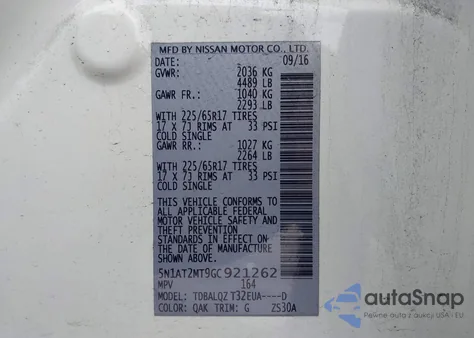 MFD BY NISSAN MOTOR CO., LTD.
DATE: 09/16
GVWR: 2036 KG
4489 LB
GAWR FR.: 1040 KG
2293 LB
WITH 225/65R17 TIRES
17 X 7J RIMS AT 33 PSI
COLD SINGLE
GAWR RR.: 1027 KG
2264 LB
WITH 225/65R17 TIRES
17 X 7J RIMS AT 33 PSI
COLD SINGLE
THIS VEHICLE CONFORMS TO
ALL APPLICABLE FEDERAL
MOTOR VEHICLE SAFETY AND
THEFT PREVENTION
STANDARDS IN EFFECT ON
THE DATE OF MANUFACTURE
SHOWN ABOVE.
5N1AT2MT9GC921262
MPV 164
MODEL: TDBALQZ T32EUA----D
COLOR: QAK TRIM: G ZS30A
autoSnap
Pewne auto z USA i EU